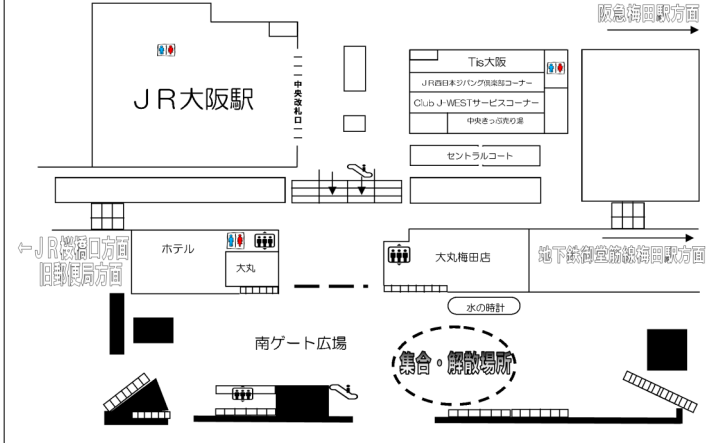 阪急梅田駅方面
JR大阪駅
中央改札口
Tis大阪
JR西日本ジパング倶楽部コーナー
Club J-WESTサービスコーナー
中央きっぷ売り場
セントラルコート
←JR桜橋口方面
旧郵便局方面
ホテル
大丸
大丸梅田店
地下鉄御堂筋線梅田駅方面
水の時計
南ゲート広場
集合・解散場所